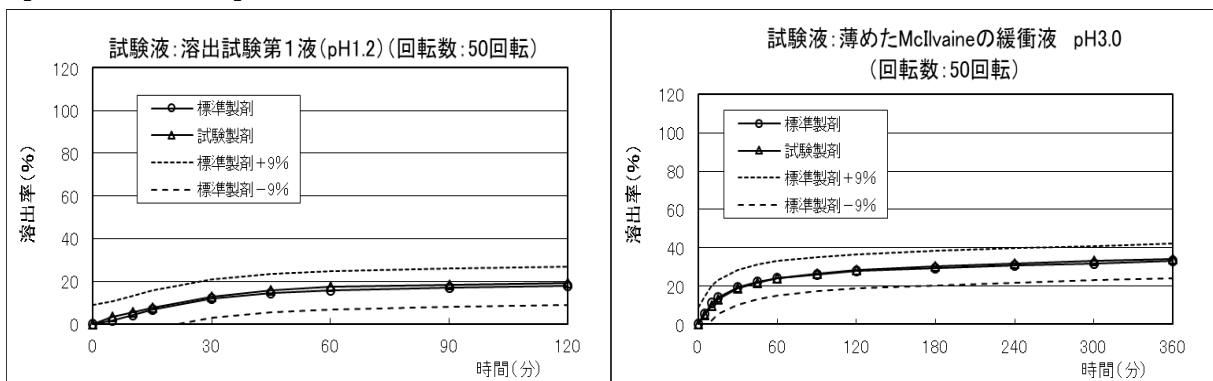 試験液:溶出試験第1液(pH1.2)(回転数:50回転)
120
100
80
60
40
20
0
溶出率(%)
標準製剤
試験製剤
標準製剤+9%
標準製剤-9%
0 30 60 90 120
時間(分)
試験液:薄めたMcIlvaineの緩衝液 pH3.0
(回転数:50回転)
120
100
80
60
40
20
0
溶出率(%)
標準製剤
試験製剤
標準製剤+9%
標準製剤-9%
0 60 120 180 240 300 360
時間(分)